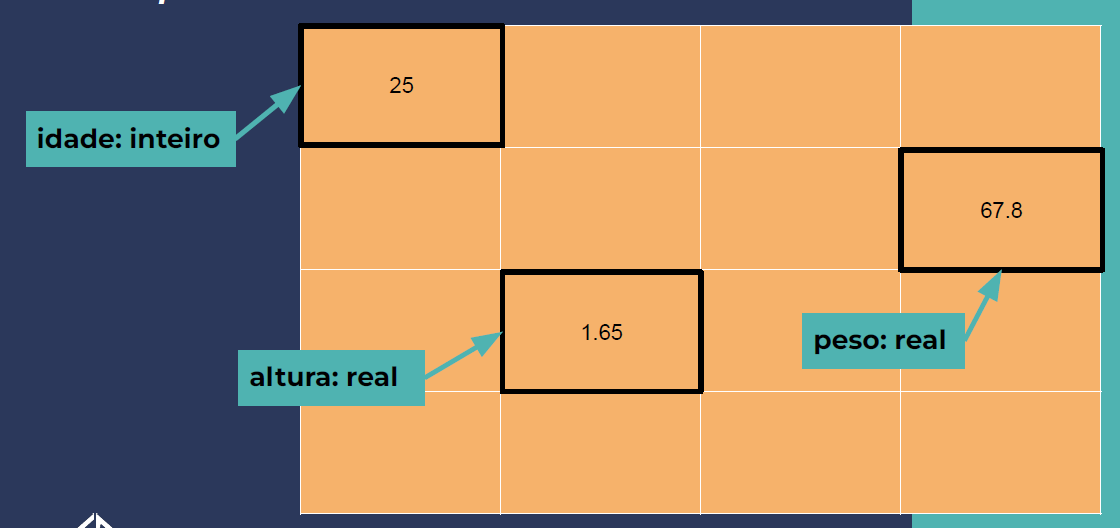 25
idade: inteiro
67.8
1.65
peso: real
altura: real